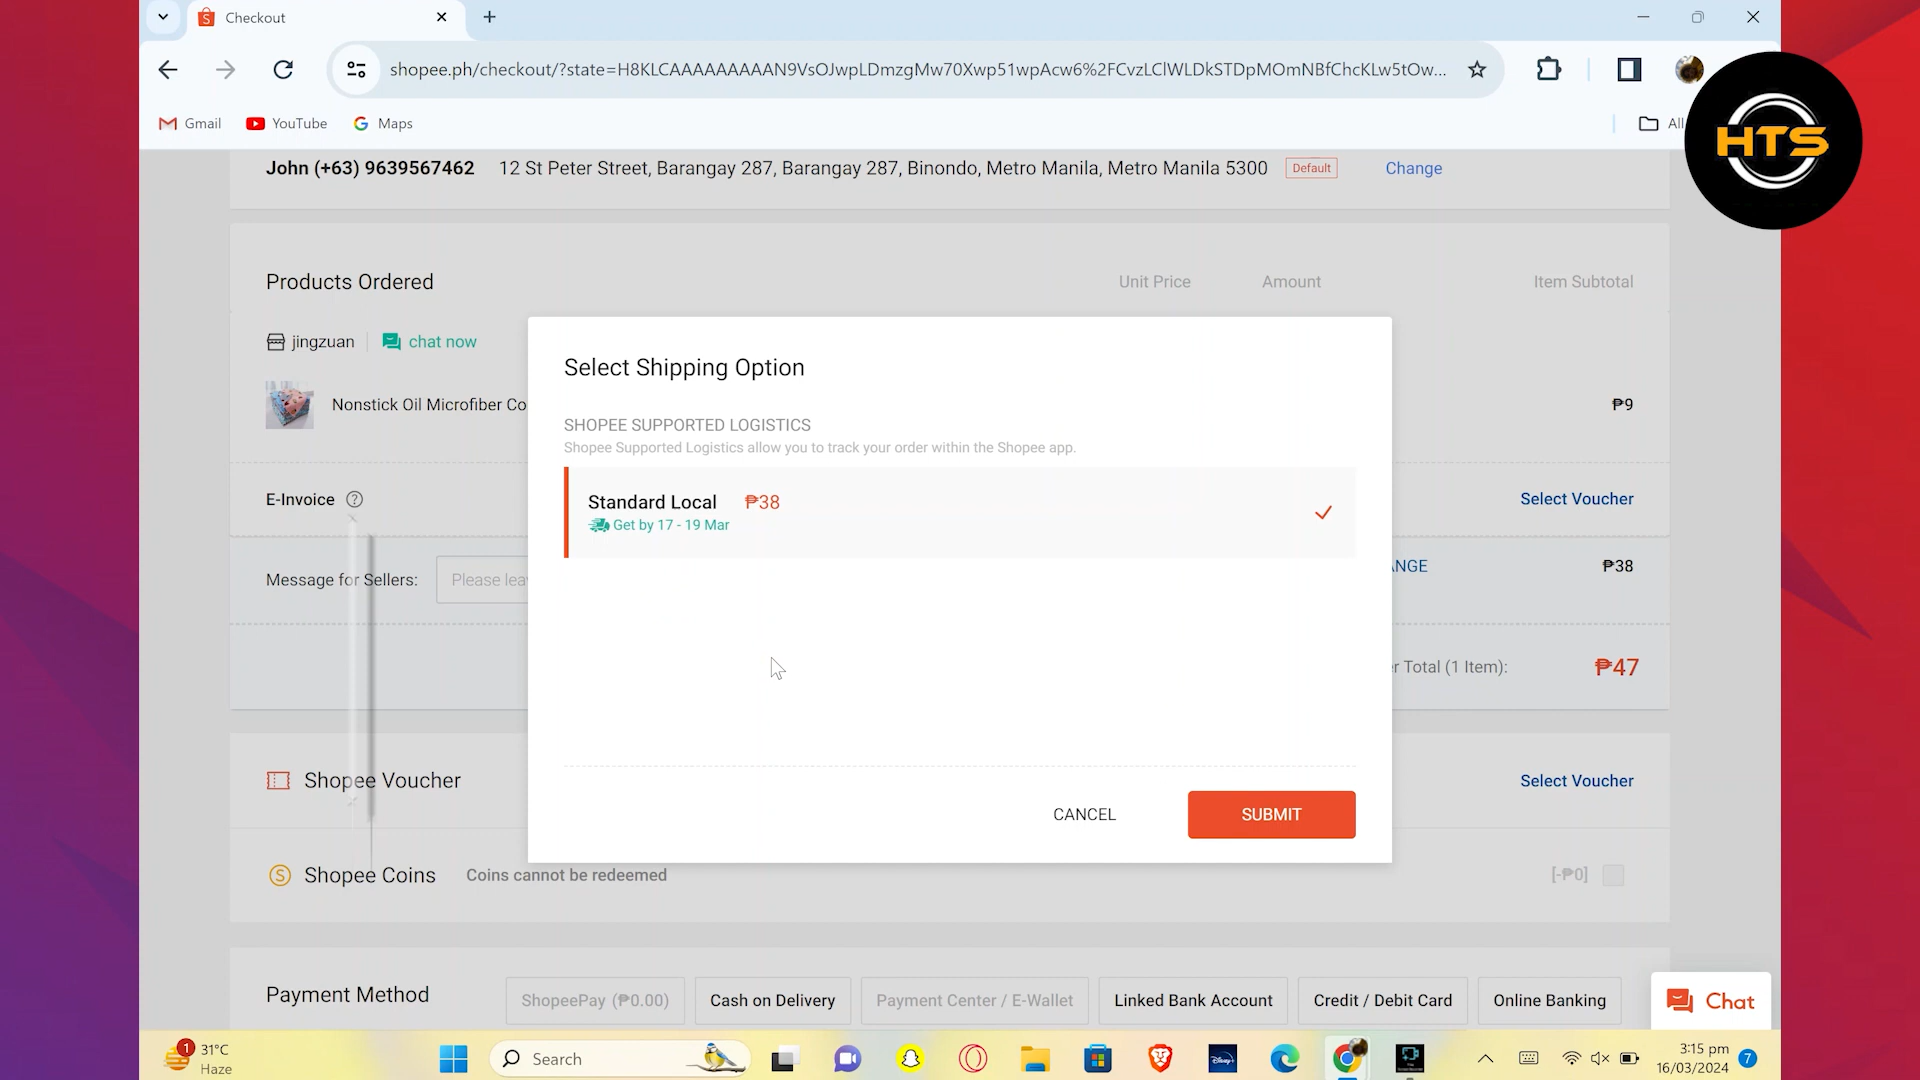 Checkout
shopee.ph/checkout/?state=H8KLCAAAAAAAAAN9VsOJwpLDmzgMw70Xwp51wpAcw6%2FCvzLClWLDkSTDpMOmNBfChcKLw5tOw...
Gmail YouTube Maps All
HTS
John (+63) 9639567462 12 St Peter Street, Barangay 287, Barangay 287, Binondo, Metro Manila, Metro Manila 5300 Default Change
Products Ordered Unit Price Amount Item Subtotal
jingzuan chat now
Nonstick Oil Microfiber Co ₱9
Select Shipping Option
SHOPEE SUPPORTED LOGISTICS
Shopee Supported Logistics allow you to track your order within the Shopee app.
Standard Local ₱38
Get by 17 - 19 Mar
CANCEL SUBMIT
E-Invoice ? Select Voucher
Message for Sellers: Please lea ANGE ₱38
r Total (1 Item): ₱47
Shopee Voucher Select Voucher
Shopee Coins Coins cannot be redeemed [-₱0]
Payment Method ShopeePay (₱0.00) Cash on Delivery Payment Center / E-Wallet Linked Bank Account Credit / Debit Card Online Banking
Chat
1 31°C
Haze
Search
Disney+
3:15 pm
16/03/2024 7